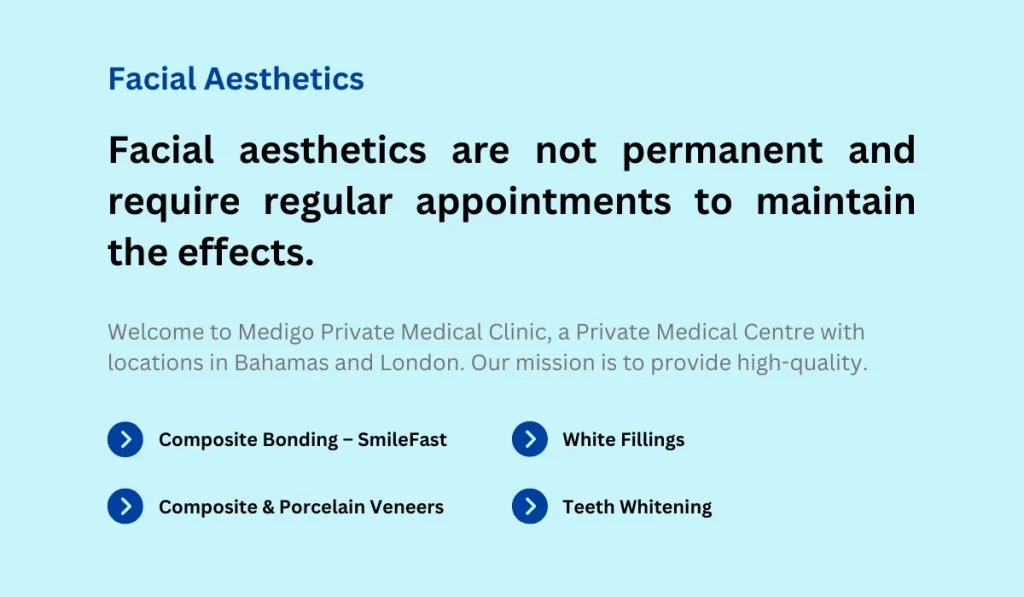 Facial Aesthetics
Facial aesthetics are not permanent and
require regular appointments to maintain
the effects.
Welcome to Medigo Private Medical Clinic, a Private Medical Centre with
locations in Bahamas and London. Our mission is to provide high-quality.
Composite Bonding – SmileFast
White Fillings
Composite & Porcelain Veneers
Teeth Whitening